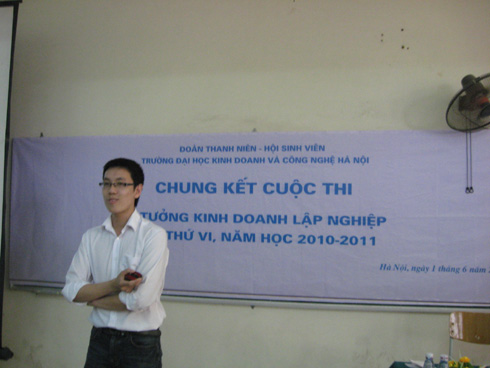 ĐOÀN THANH NIÊN - HỘI SINH VIÊN
TRƯỜNG ĐẠI HỌC KINH DOANH VÀ CÔNG NGHỆ HÀ NỘI
CHUNG KẾT CUỘC THI
TƯỞNG KINH DOANH LẬP NGHIỆP
THỨ VI, NĂM HỌC 2010-2011
Hà Nội, ngày 1 tháng 6 năm